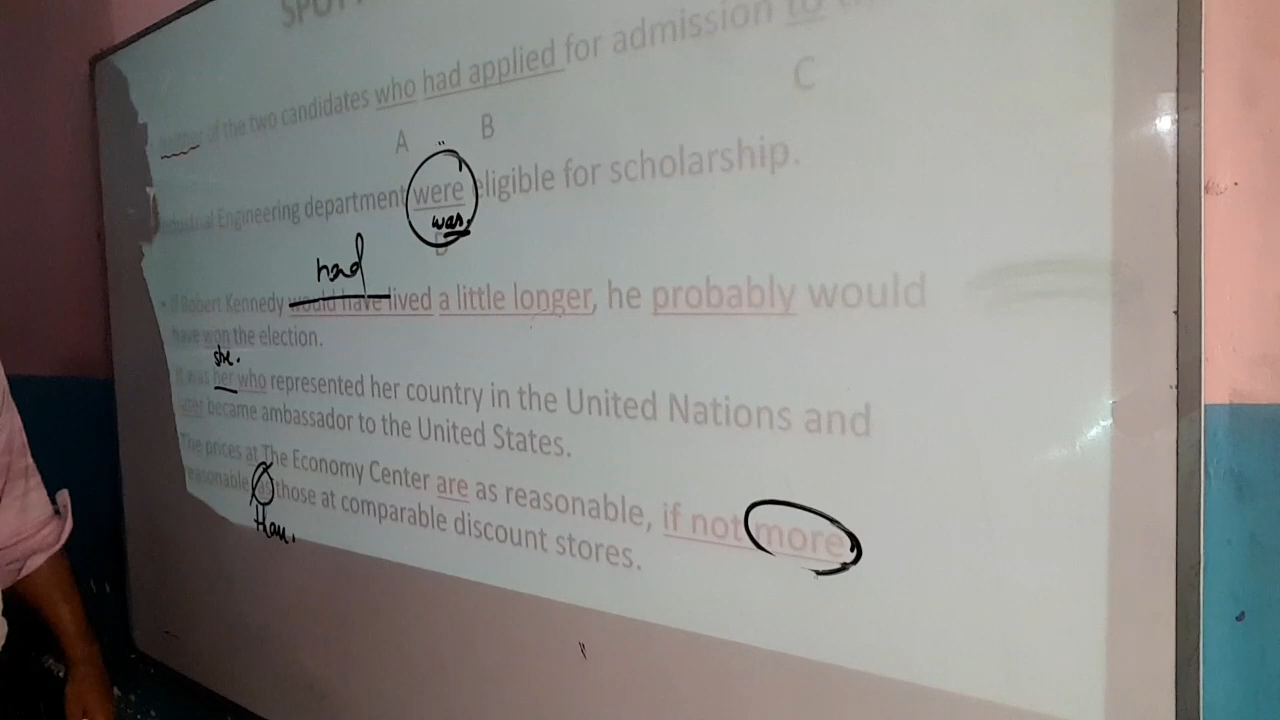 SPOT
of the two candidates who had applied for admission to
A B C
Engineering department were eligible for scholarship.
was.
D
had
• If Robert Kennedy would have lived a little longer, he probably would
have won the election.
she.
It was her who represented her country in the United Nations and
later became ambassador to the United States.
The prices at The Economy Center are as reasonable, if not more
reasonable as those at comparable discount stores.
than.